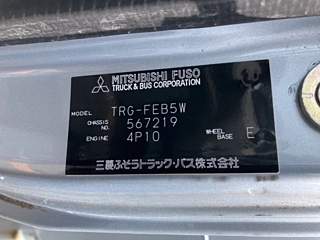 MITSUBISHI FUSO
TRUCK & BUS CORPORATION
MODEL TRG-FEB5W
CHASSIS NO. 567219
ENGINE 4P10 WHEEL BASE E
三菱ふそうトラック・バス株式会社